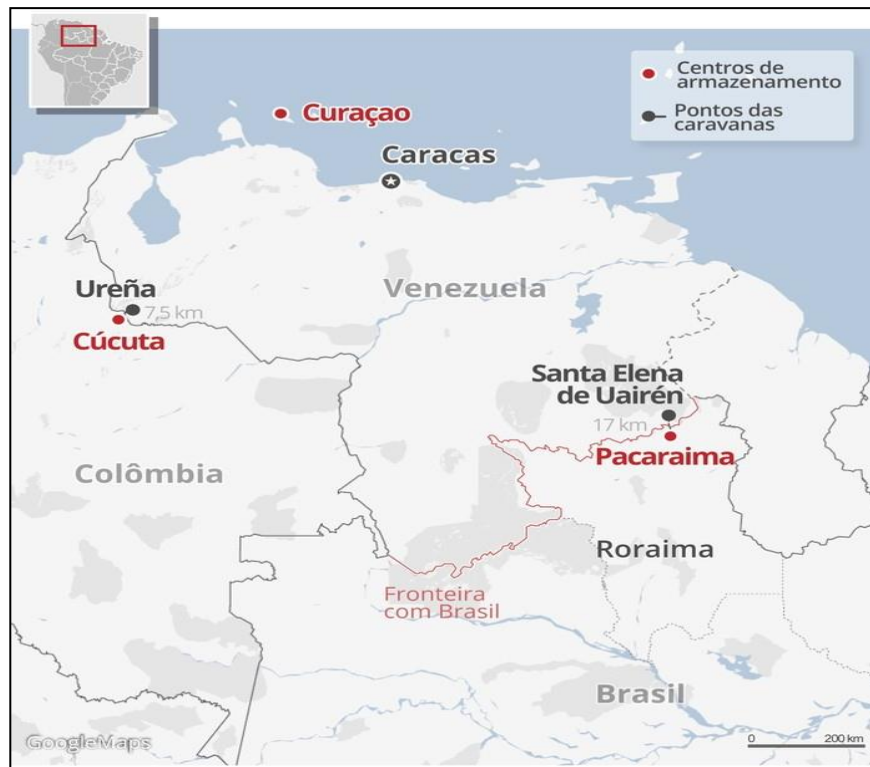 Centros de
armazenamento
Pontos das
caravanas
Curaçao
Caracas
Venezuela
Ureña
7,5 km
Cúcuta
Santa Elena
de Uairén
17 km
Pacaraima
Colômbia
Roraima
Fronteira
com Brasil
Brasil
GoogleMaps
0 200 km